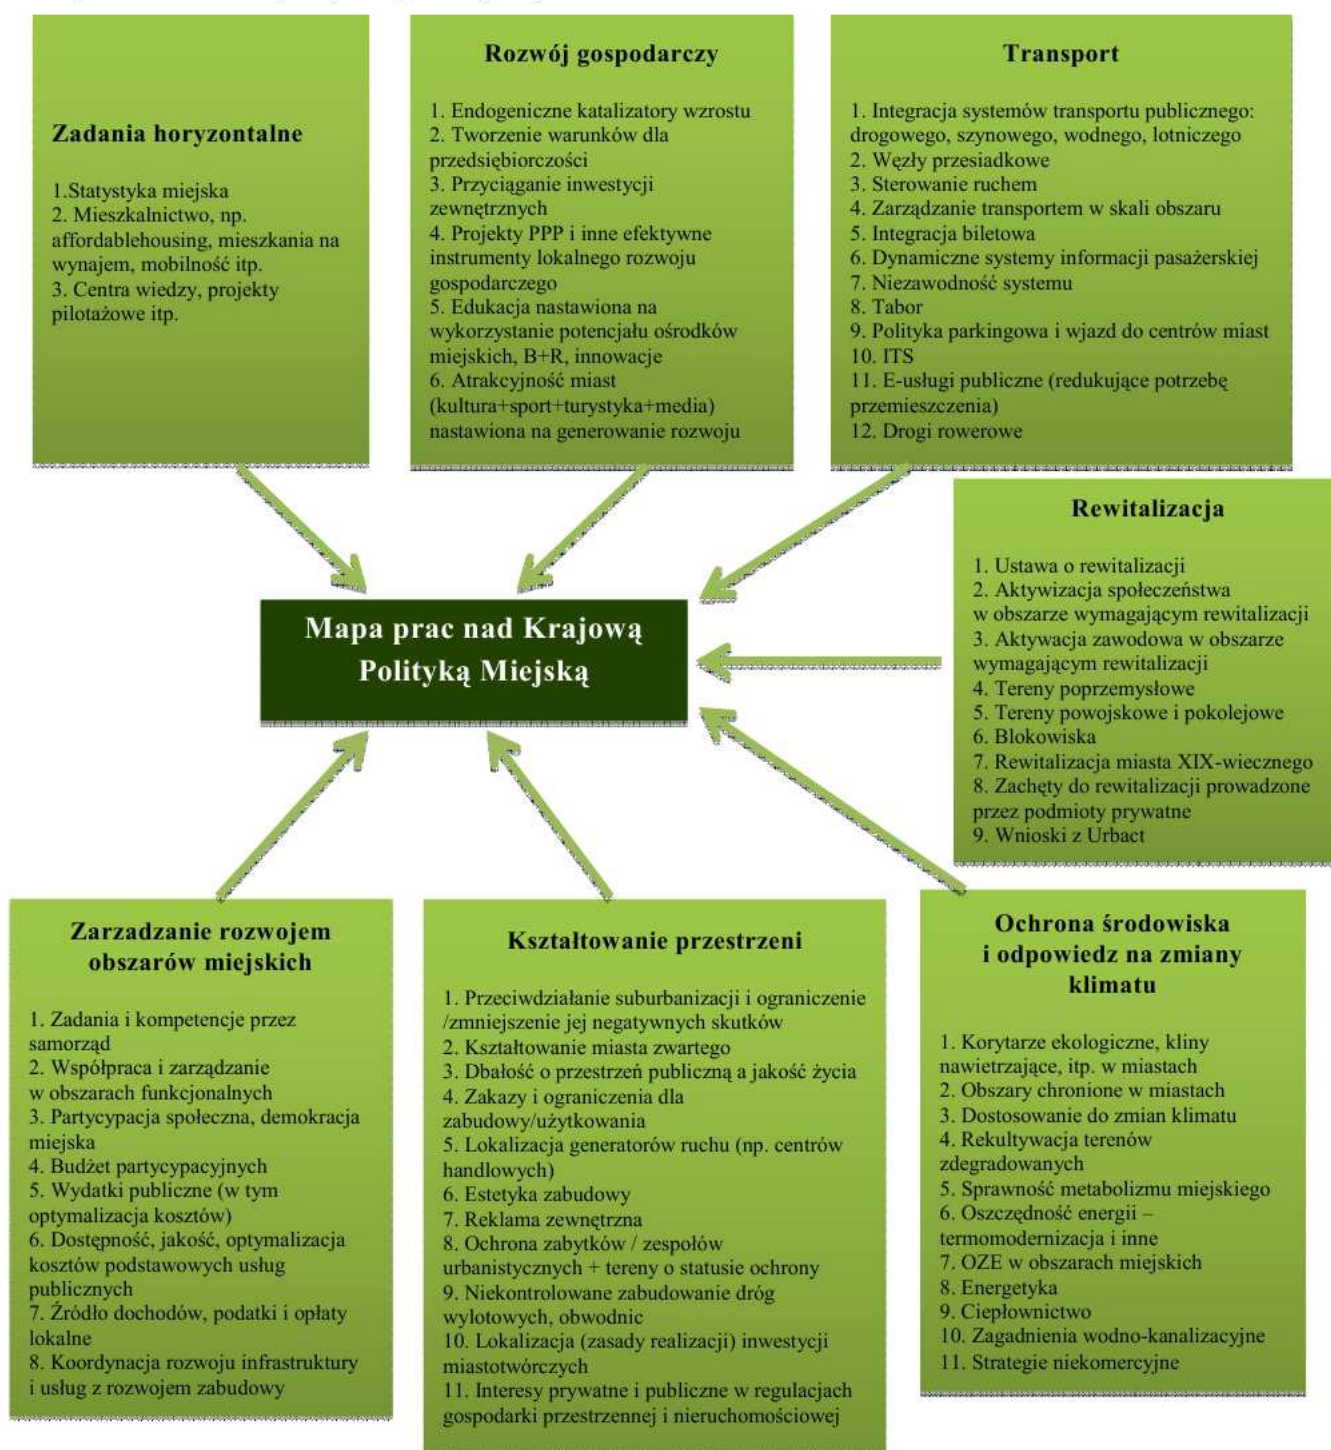 Zadania horyzontalne
1.Statystyka miejska
2. Mieszkalnictwo, np.
affordablehousing, mieszkania na
wynajem, mobilność itp.
3. Centra wiedzy, projekty
pilotażowe itp.
Rozwój gospodarczy
1. Endogeniczne katalizatory wzrostu
2. Tworzenie warunków dla
przedsiębiorczości
3. Przyciąganie inwestycji
zewnętrznych
4. Projekty PPP i inne efektywne
instrumenty lokalnego rozwoju
gospodarczego
5. Edukacja nastawiona na
wykorzystanie potencjału ośrodków
miejskich, B+R, innowacje
6. Atrakcyjność miast
(kultura+sport+turystyka+media)
nastawiona na generowanie rozwoju
Transport
1. Integracja systemów transportu publicznego:
drogowego, szynowego, wodnego, lotniczego
2. Węzły przesiadkowe
3. Sterowanie ruchem
4. Zarządzanie transportem w skali obszaru
5. Integracja biletowa
6. Dynamiczne systemy informacji pasażerskiej
7. Niezawodność systemu
8. Tabor
9. Polityka parkingowa i wjazd do centrów miast
10. ITS
11. E-usługi publiczne (redukujące potrzebę
przemieszczenia)
12. Drogi rowerowe
Mapa prac nad Krajową
Polityką Miejską
Rewitalizacja
1. Ustawa o rewitalizacji
2. Aktywizacja społeczeństwa
w obszarze wymagającym rewitalizacji
3. Aktywacja zawodowa w obszarze
wymagającym rewitalizacji
4. Tereny poprzemysłowe
5. Tereny powojskowe i pokolejowe
6. Blokowiska
7. Rewitalizacja miasta XIX-wiecznego
8. Zachęty do rewitalizacji prowadzone
przez podmioty prywatne
9. Wnioski z Urbact
Zarzadzanie rozwojem
obszarów miejskich
1. Zadania i kompetencje przez
samorząd
2. Współpraca i zarządzanie
w obszarach funkcjonalnych
3. Partycypacja społeczna, demokracja
miejska
4. Budżet partycypacyjnych
5. Wydatki publiczne (w tym
optymalizacja kosztów)
6. Dostępność, jakość, optymalizacja
kosztów podstawowych usług
publicznych
7. Źródło dochodów, podatki i opłaty
lokalne
8. Koordynacja rozwoju infrastruktury
i usług z rozwojem zabudowy
Kształtowanie przestrzeni
1. Przeciwdziałanie suburbanizacji i ograniczenie
/zmniejszenie jej negatywnych skutków
2. Kształtowanie miasta zwartego
3. Dbałość o przestrzeń publiczną a jakość życia
4. Zakazy i ograniczenia dla
zabudowy/użytkowania
5. Lokalizacja generatorów ruchu (np. centrów
handlowych)
6. Estetyka zabudowy
7. Reklama zewnętrzna
8. Ochrona zabytków / zespołów
urbanistycznych + tereny o statusie ochrony
9. Niekontrolowane zabudowanie dróg
wylotowych, obwodnic
10. Lokalizacja (zasady realizacji) inwestycji
miastotwórczych
11. Interesy prywatne i publiczne w regulacjach
gospodarki przestrzennej i nieruchomościowej
Ochrona środowiska
i odpowiedz na zmiany
klimatu
1. Korytarze ekologiczne, kliny
nawietrzające, itp. w miastach
2. Obszary chronione w miastach
3. Dostosowanie do zmian klimatu
4. Rekultywacja terenów
zdegradowanych
5. Sprawność metabolizmu miejskiego
6. Oszczędność energii –
termomodernizacja i inne
7. OZE w obszarach miejskich
8. Energetyka
9. Ciepłownictwo
10. Zagadnienia wodno-kanalizacyjne
11. Strategie niekomercyjne